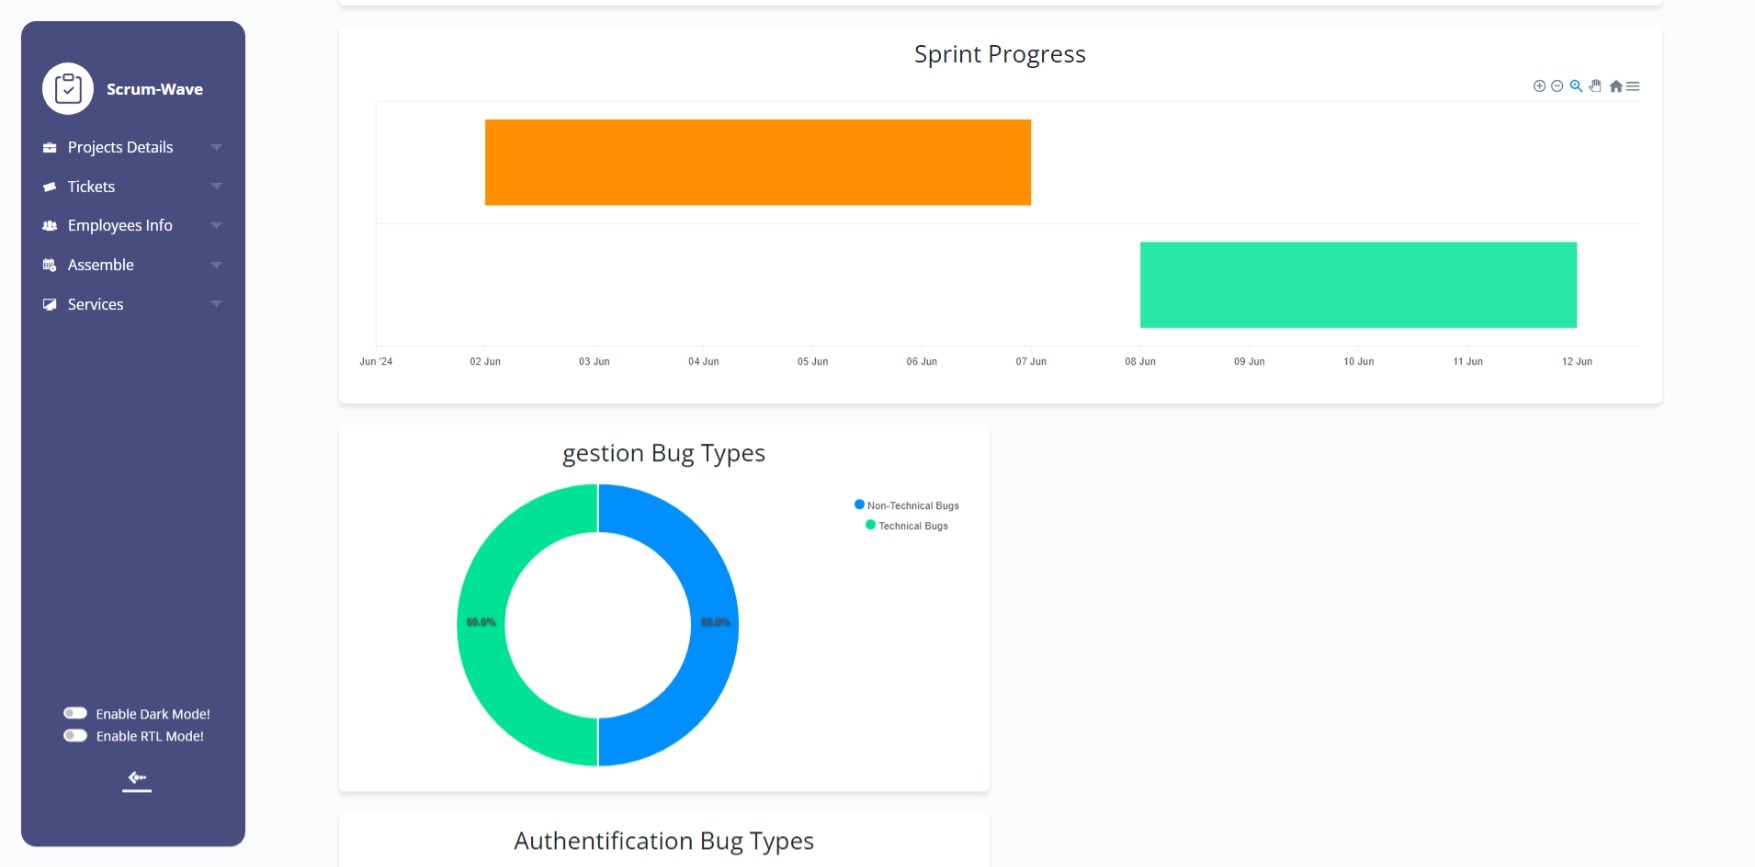 Scrum-Wave
Projects Details
Tickets
Employees Info
Assemble
Services
Enable Dark Mode!
Enable RTL Mode!
Sprint Progress
Jun '24 02 Jun 03 Jun 04 Jun 05 Jun 06 Jun 07 Jun 08 Jun 09 Jun 10 Jun 11 Jun 12 Jun
gestion Bug Types
Non-Technical Bugs
Technical Bugs
50.0% 50.0%
Authentification Bug Types